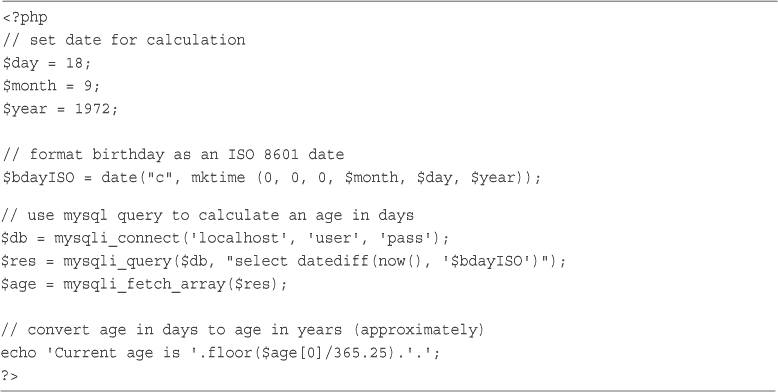 <?php
// set date for calculation
$day = 18;
$month = 9;
$year = 1972;
// format birthday as an ISO 8601 date
$bdayISO = date("c", mktime (0, 0, 0, $month, $day, $year));
// use mysql query to calculate an age in days
$db = mysqli_connect('localhost', 'user', 'pass');
$res = mysqli_query($db, "select datediff(now(), '$bdayISO')");
$age = mysqli_fetch_array($res);
// convert age in days to age in years (approximately)
echo 'Current age is '.floor($age[0]/365.25).'.';
?>